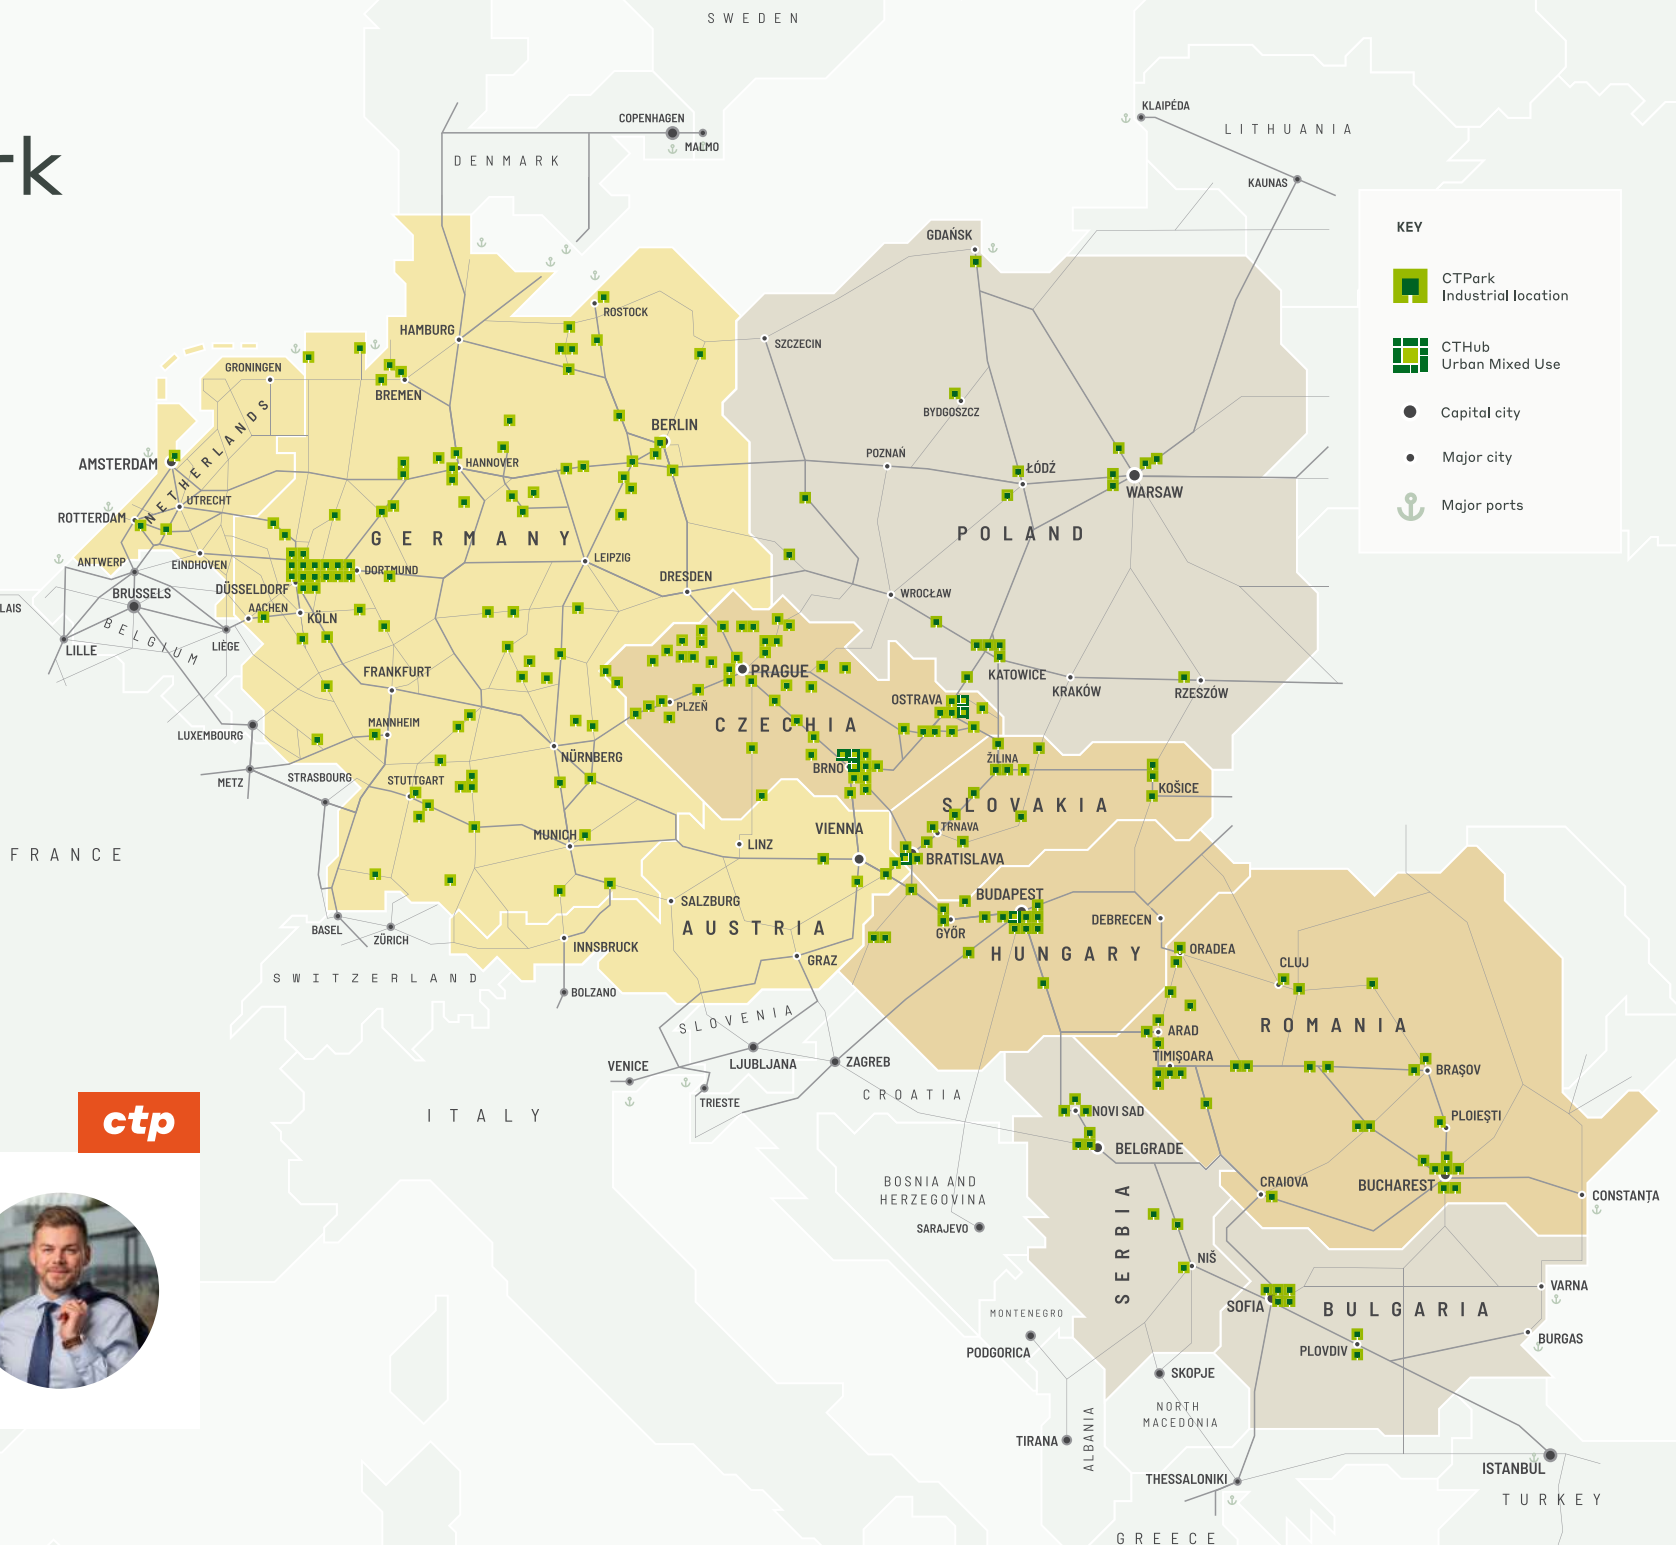 SWEDEN
KLAIPÉDA
COPENHAGEN
LITHUANIA
MALMO
DENMARK
rk
KAUNAS
KEY
CTPark
Industrial location
CTHub
Urban Mixed Use
Capital city
Major city
Major ports
GDAŃSK
ROSTOCK
HAMBURG
SZCZECIN
GRONINGEN
BREMEN
BYDGOSZCZ
BERLIN
NETHERLANDS
AMSTERDAM
HANNOVER
POZNAŃ
ŁÓDŹ
WARSAW
UTRECHT
ROTTERDAM
GERMANY
POLAND
ANTWERP
EINDHOVEN
LEIPZIG
DORTMUND
DRESDEN
DÜSSELDORF
BRUSSELS
WROCŁAW
LAIS
AACHEN
KÖLN
BELGIUM
LIÈGE
LILLE
FRANKFURT
PRAGUE
KATOWICE
KRAKÓW
RZESZÓW
OSTRAVA
PLZEŇ
MANNHEIM
CZECHIA
LUXEMBOURG
NÜRNBERG
ŽILINA
BRNO
METZ
STRASBOURG
STUTTGART
KOŠICE
SLOVAKIA
TRNAVA
VIENNA
MUNICH
LINZ
FRANCE
BRATISLAVA
BUDAPEST
SALZBURG
DEBRECEN
BASEL
ZÜRICH
AUSTRIA
GYŐR
INNSBRUCK
HUNGARY
ORADEA
GRAZ
CLUJ
SWITZERLAND
BOLZANO
SLOVENIA
ROMANIA
ARAD
TIMIȘOARA
VENICE
LJUBLJANA
ZAGREB
BRAȘOV
CROATIA
TRIESTE
NOVI SAD
ITALY
PLOIEȘTI
ctp
BELGRADE
BOSNIA AND
HERZEGOVINA
CRAIOVA
BUCHAREST
CONSTANȚA
SARAJEVO
SERBIA
NIŠ
VARNA
SOFIA
BULGARIA
MONTENEGRO
BURGAS
PODGORICA
PLOVDIV
SKOPJE
NORTH
MACEDONIA
ALBANIA
TIRANA
ISTANBUL
THESSALONIKI
TURKEY
GREECE